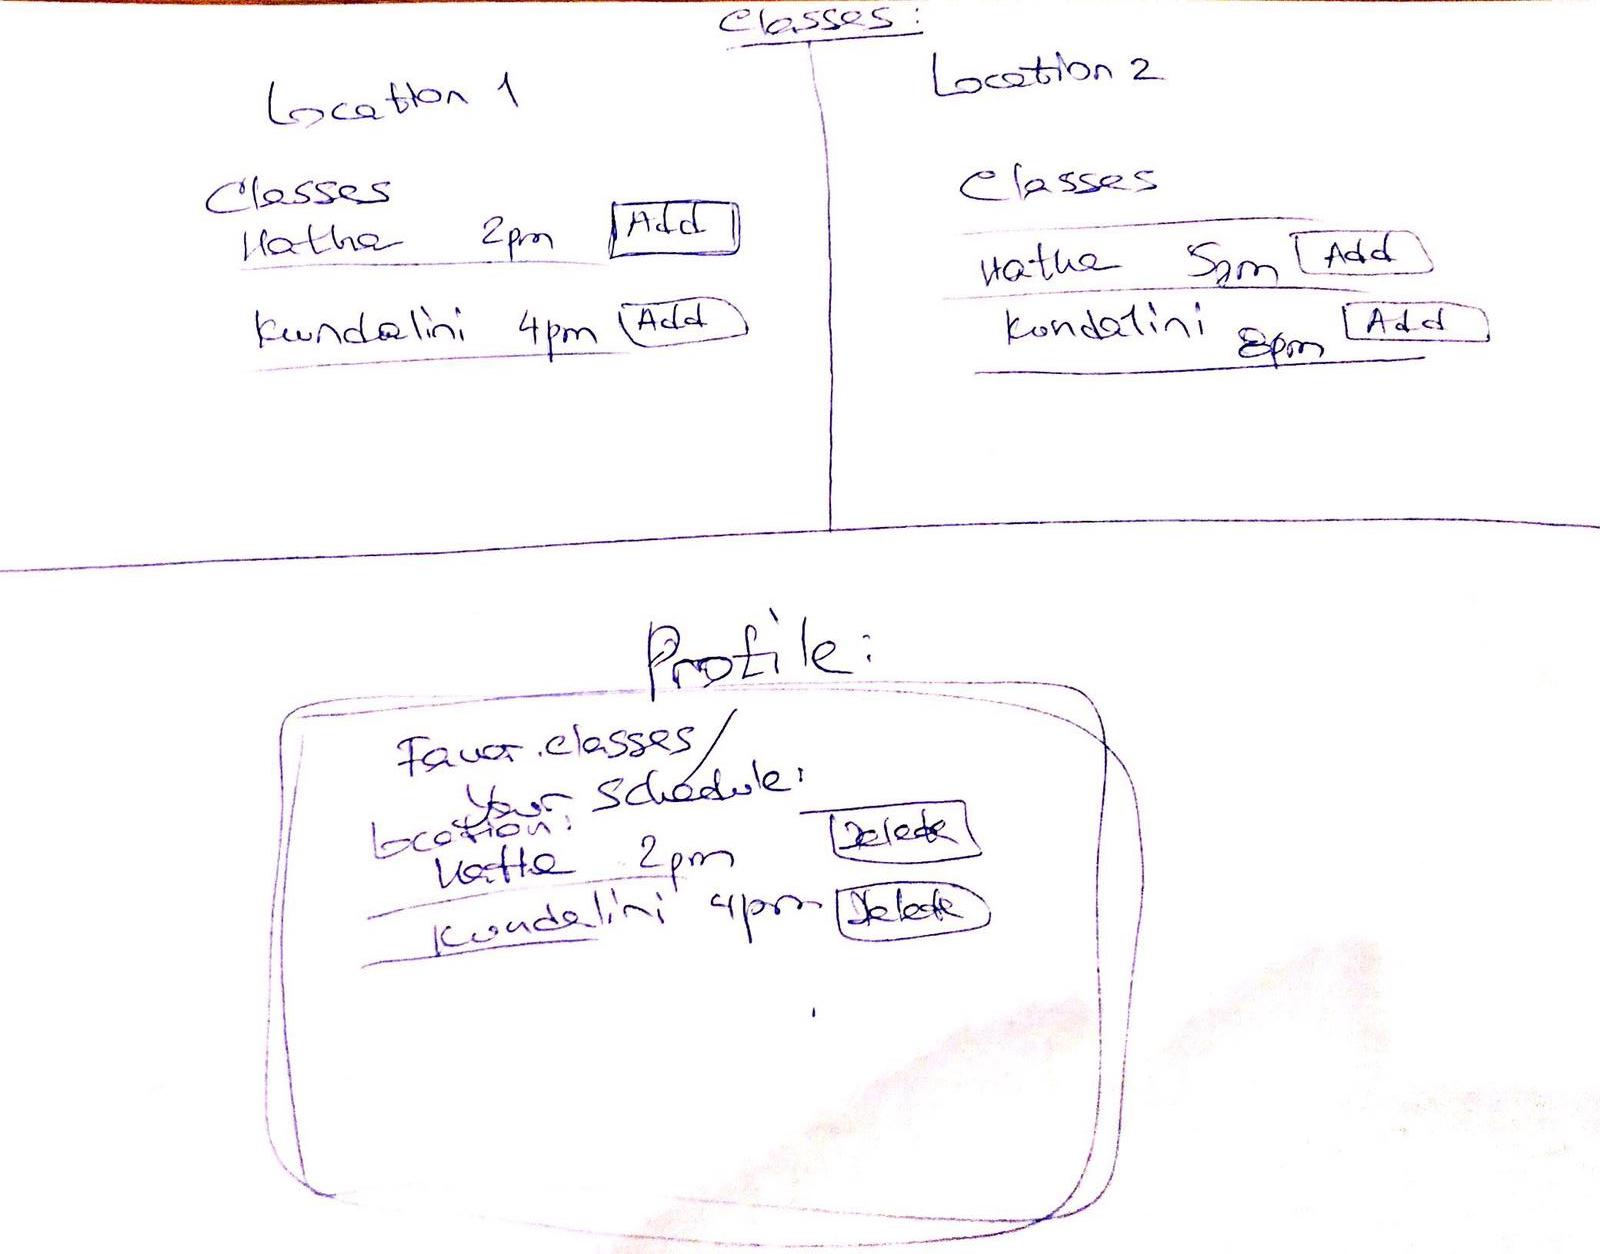 Classes:
Location 1
Classes
Hatha 2pm Add
Kundalini 4pm Add
Location 2
Classes
Hatha 5pm Add
Kundalini 8pm Add
Profile:
Favor. classes/
Your Schedule:
Location:
Hatha 2pm Delete
Kundalini 4pm Delete